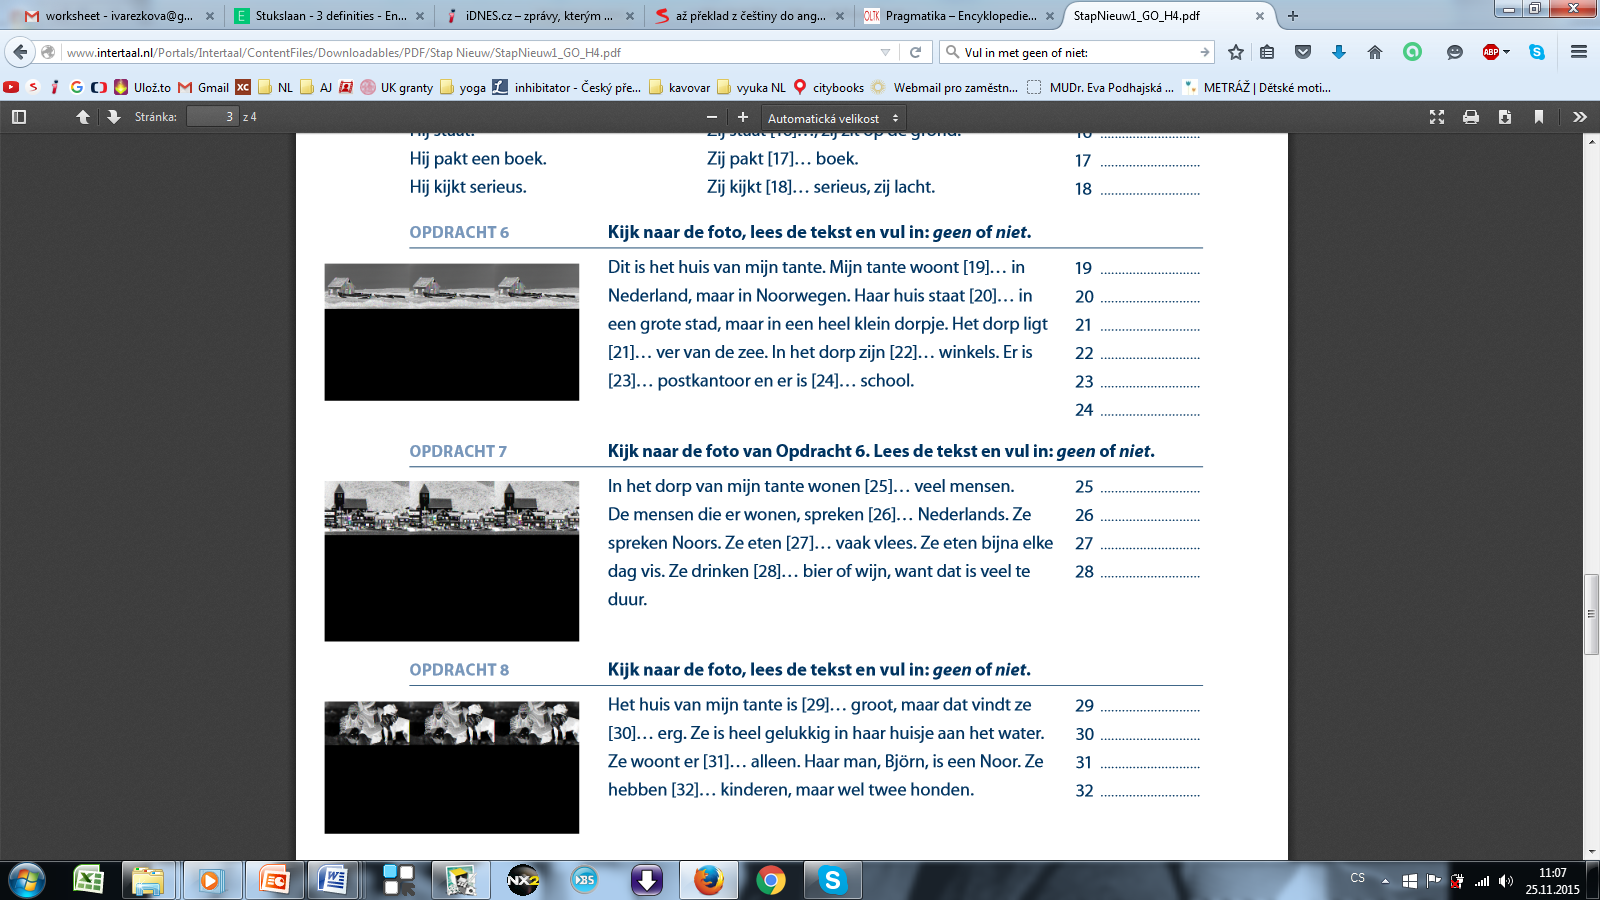 worksheet - ivarezkova@g...
Stukslaan - 3 definities - En...
iDNES.cz – zprávy, kterým ...
až překlad z češtiny do ang...
Pragmatika – Encyklopedie...
StapNieuw1_GO_H4.pdf
www.intertaal.nl/Portals/Intertaal/ContentFiles/Downloadables/PDF/Stap Nieuw/StapNieuw1_GO_H4.pdf
Vul in met geen of niet:
Ulož.to Gmail NL AJ UK granty yoga inhibitator - Český pře... kavovar vyuka NL citybooks Webmail pro zaměstn... MUDr. Eva Podhajská ... METRÁŽ | Dětské moti...
Stránka: 3 z 4
Automatická velikost
Hij staat. Zij staat [16]…, zij zit op de grond. 16 ............................
Hij pakt een boek. Zij pakt [17]… boek. 17 ............................
Hij kijkt serieus. Zij kijkt [18]… serieus, zij lacht. 18 ............................
OPDRACHT 6 Kijk naar de foto, lees de tekst en vul in: geen of niet.
Dit is het huis van mijn tante. Mijn tante woont [19]… in 19 ............................
Nederland, maar in Noorwegen. Haar huis staat [20]… in 20 ............................
een grote stad, maar in een heel klein dorpje. Het dorp ligt 21 ............................
[21]… ver van de zee. In het dorp zijn [22]… winkels. Er is 22 ............................
[23]… postkantoor en er is [24]… school. 23 ............................
24 ............................
OPDRACHT 7 Kijk naar de foto van Opdracht 6. Lees de tekst en vul in: geen of niet.
In het dorp van mijn tante wonen [25]… veel mensen. 25 ............................
De mensen die er wonen, spreken [26]… Nederlands. Ze 26 ............................
spreken Noors. Ze eten [27]… vaak vlees. Ze eten bijna elke 27 ............................
dag vis. Ze drinken [28]… bier of wijn, want dat is veel te 28 ............................
duur.
OPDRACHT 8 Kijk naar de foto, lees de tekst en vul in: geen of niet.
Het huis van mijn tante is [29]… groot, maar dat vindt ze 29 ............................
[30]… erg. Ze is heel gelukkig in haar huisje aan het water. 30 ............................
Ze woont er [31]… alleen. Haar man, Björn, is een Noor. Ze 31 ............................
hebben [32]… kinderen, maar wel twee honden. 32 ............................
CS
11:07
25.11.2015